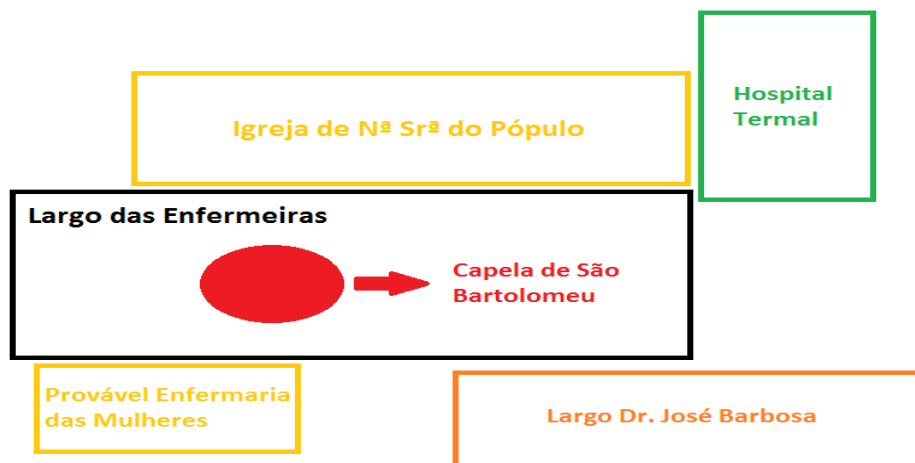 Hospital
Termal
Igreja de Nª Srª do Pópulo
Largo das Enfermeiras
Capela de São
Bartolomeu
Provável Enfermaria
das Mulheres
Largo Dr. José Barbosa